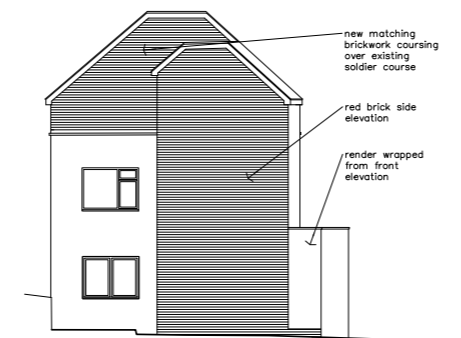 new matching
brickwork coursing
over existing
soldier course
red brick side
elevation
render wrapped
from front
elevation